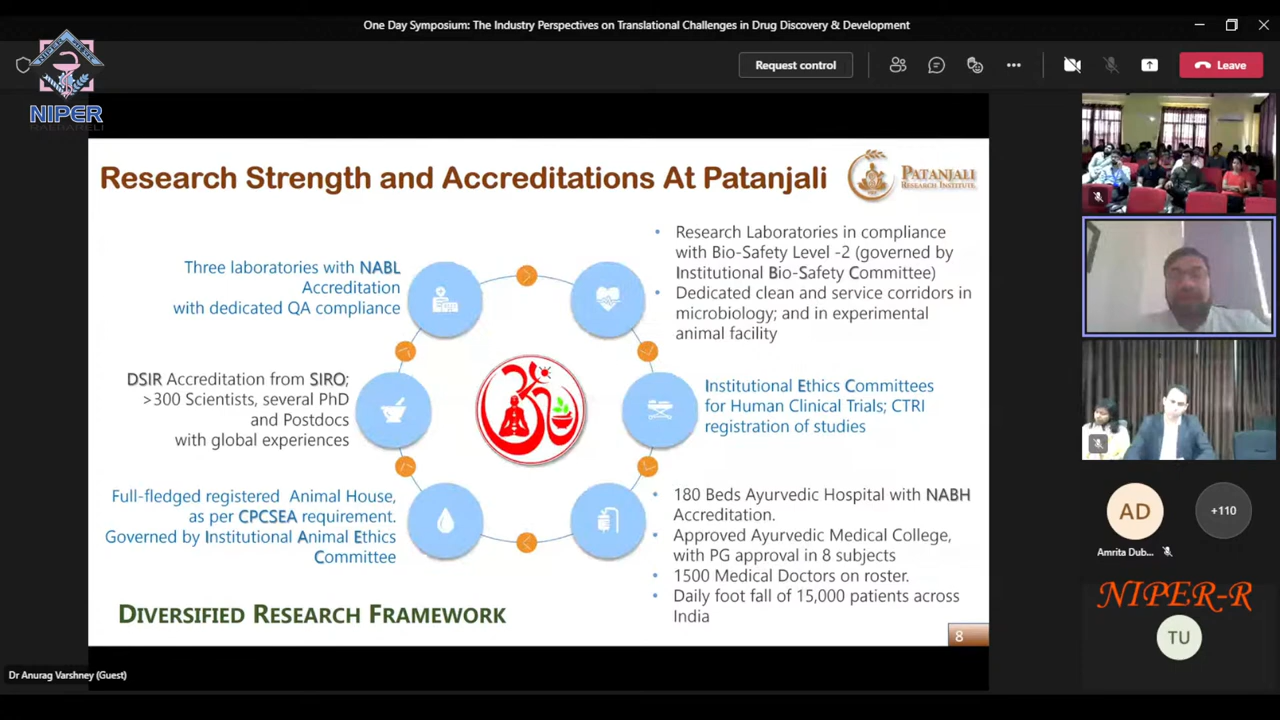 One Day Symposium: The Industry Perspectives on Translational Challenges in Drug Discovery & Development
Request control
Leave
NIPER
RAEBARELI
Research Strength and Accreditations At Patanjali
PATANJALI
RESEARCH INSTITUTE
Three laboratories with NABL
Accreditation
with dedicated QA compliance
DSIR Accreditation from SIRO;
>300 Scientists, several PhD
and Postdocs
with global experiences
Full-fledged registered Animal House,
as per CPCSEA requirement.
Governed by Institutional Animal Ethics
Committee
• Research Laboratories in compliance
with Bio-Safety Level -2 (governed by
Institutional Bio-Safety Committee)
• Dedicated clean and service corridors in
microbiology; and in experimental
animal facility
Institutional Ethics Committees
for Human Clinical Trials; CTRI
registration of studies
• 180 Beds Ayurvedic Hospital with NABH
Accreditation.
• Approved Ayurvedic Medical College,
with PG approval in 8 subjects
• 1500 Medical Doctors on roster.
• Daily foot fall of 15,000 patients across
India
DIVERSIFIED RESEARCH FRAMEWORK
8
Dr Anurag Varshney (Guest)
AD
+110
Amrita Dub...
NIPER-R
TU